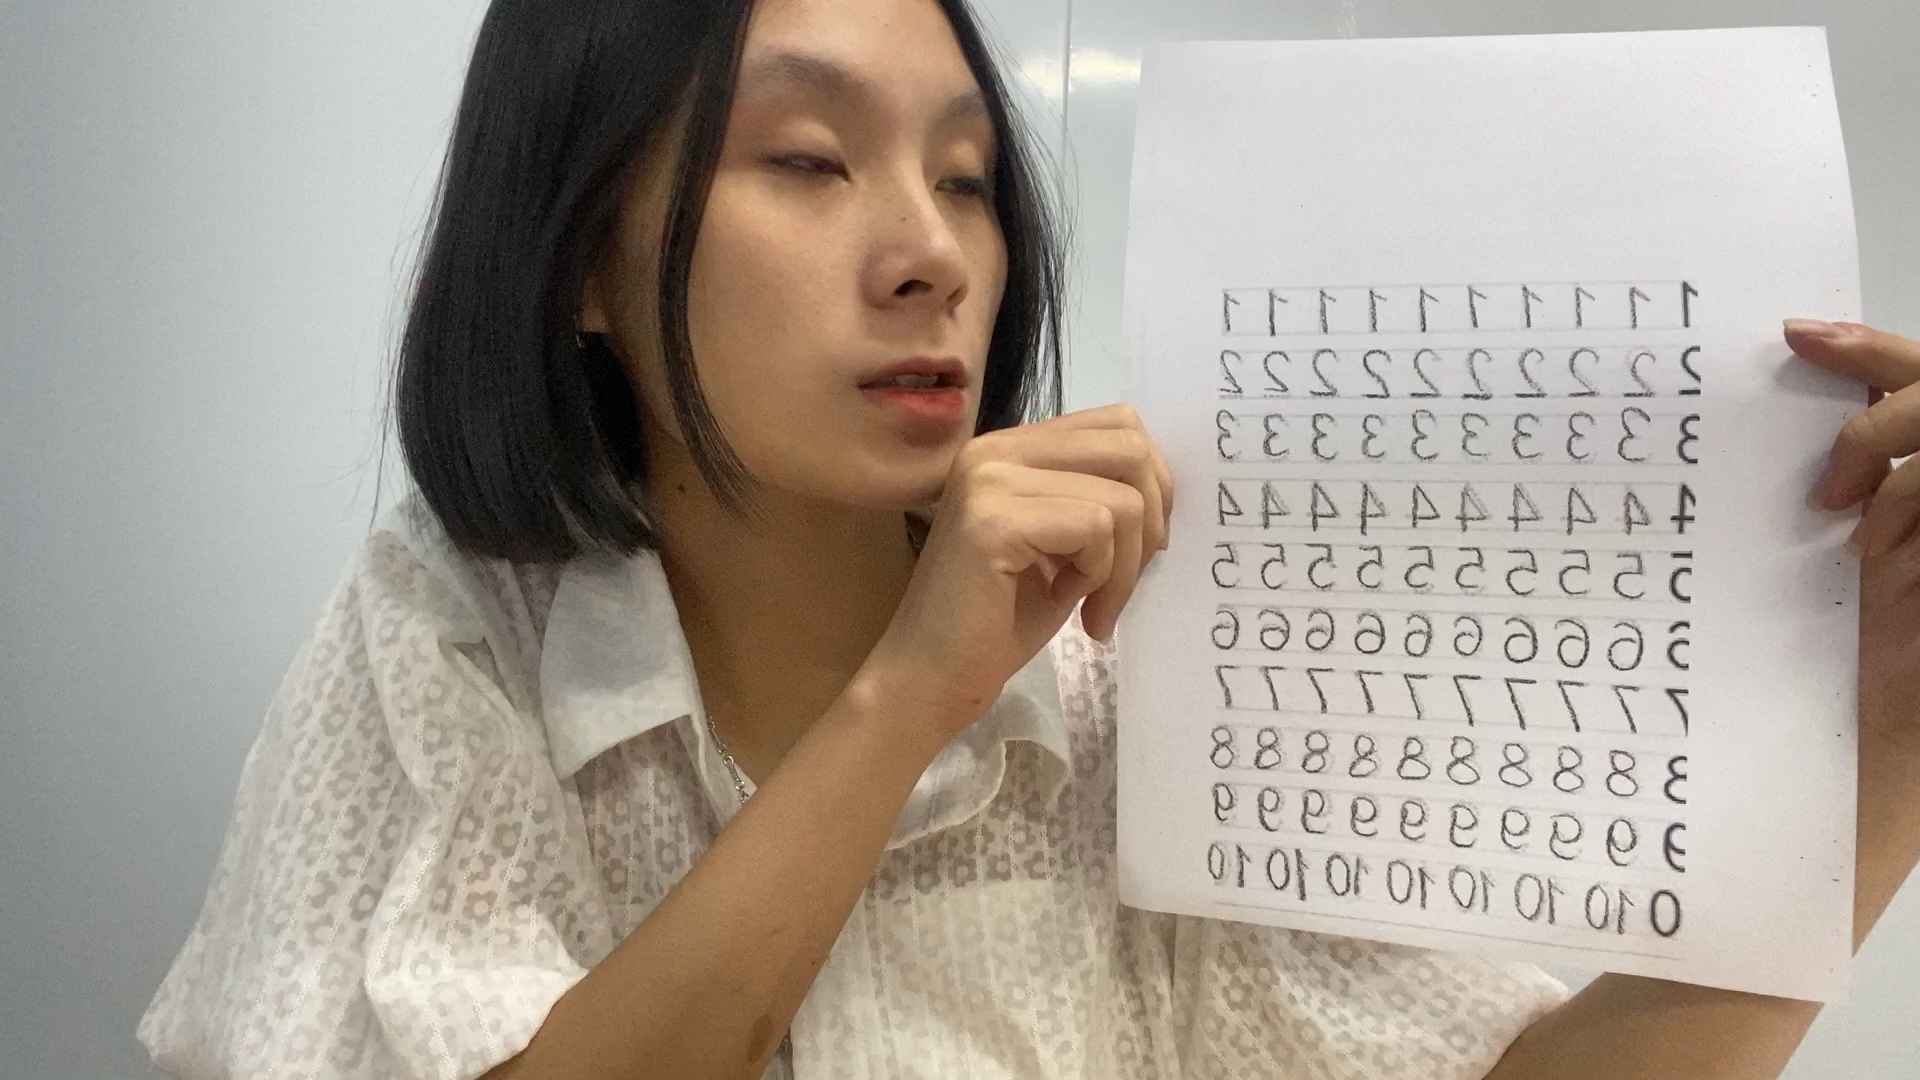 1 1 1 1 1 1 1 1 1 1
2 2 2 2 2 2 2 2 2 2
3 3 3 3 3 3 3 3 3 3
4 4 4 4 4 4 4 4 4 4
5 5 5 5 5 5 5 5 5 5
6 6 6 6 6 6 6 6 6 6
7 7 7 7 7 7 7 7 7 7
8 8 8 8 8 8 8 8 8 8
9 9 9 9 9 9 9 9 9 9
0 10 10 10 10 10 10 10